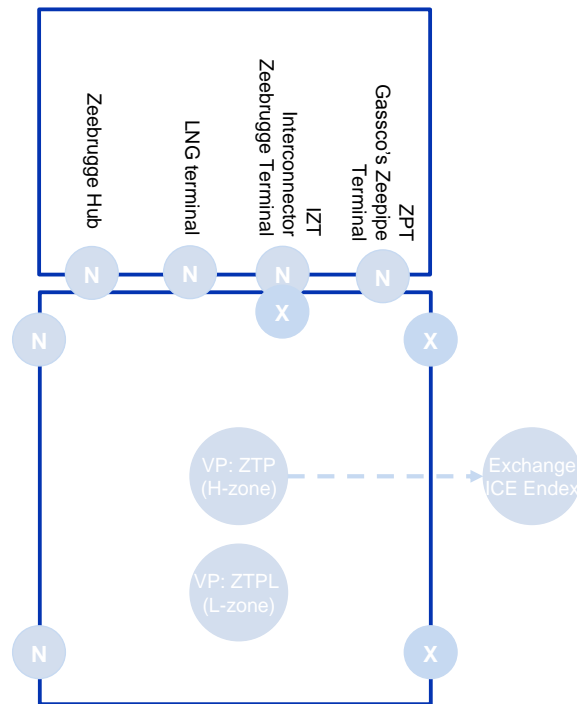 Zeebrugge Hub
LNG terminal
Zeebrugge Terminal
Interconnector
IZT
Gassco's Zeepipe
Terminal
ZPT
N
N
N
N
X
N
X
VP: ZTP
(H-zone)
Exchange
ICE Endex
VP: ZTPL
(L-zone)
N
X